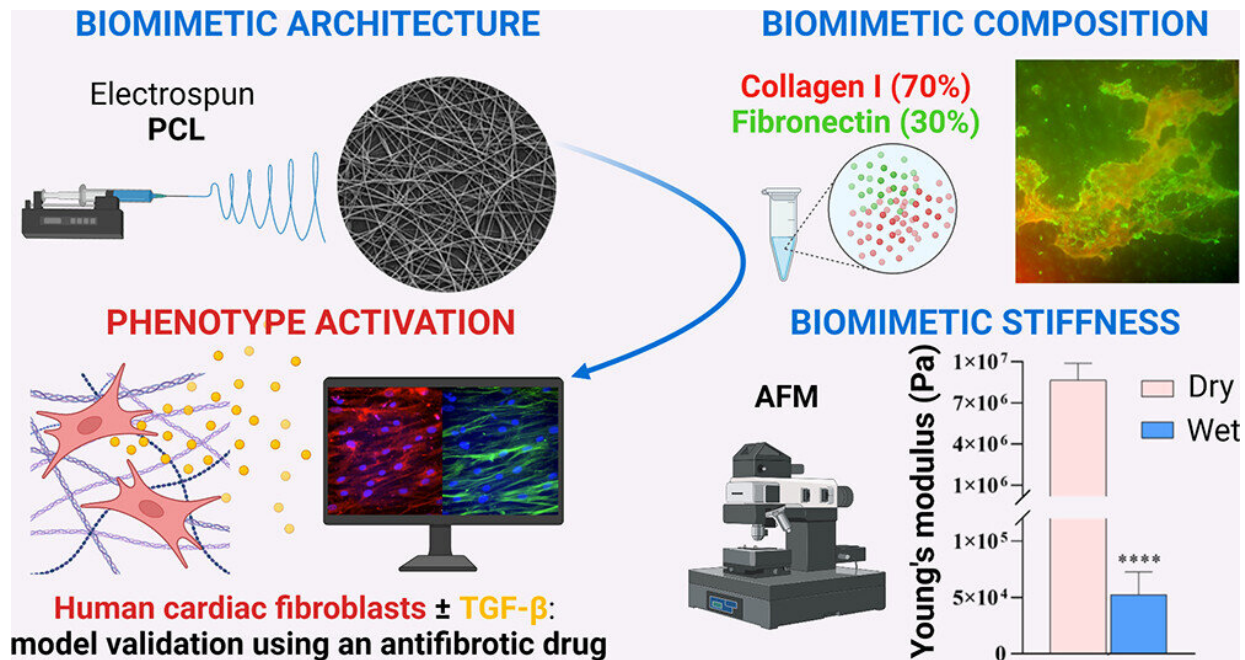 BIOMIMETIC ARCHITECTURE
Electrospun
PCL
BIOMIMETIC COMPOSITION
Collagen I (70%)
Fibronectin (30%)
PHENOTYPE ACTIVATION
Human cardiac fibroblasts ± TGF-β:
model validation using an antifibrotic drug
BIOMIMETIC STIFFNESS
AFM
Young's modulus (Pa)
1×10⁷
7×10⁶
4×10⁶
1×10⁶
1×10⁵
5×10⁴
0
****
Dry
Wet